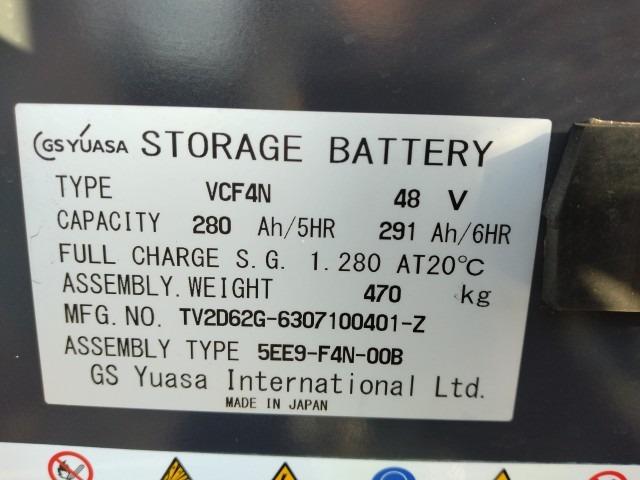 GS YUASA STORAGE BATTERY
TYPE VCF4N 48 V
CAPACITY 280 Ah/5HR 291 Ah/6HR
FULL CHARGE S.G. 1.280 AT20℃
ASSEMBLY.WEIGHT 470 kg
MFG. NO. TV2D62G-6307100401-Z
ASSEMBLY TYPE 5EE9-F4N-00B
GS Yuasa International Ltd.
MADE IN JAPAN